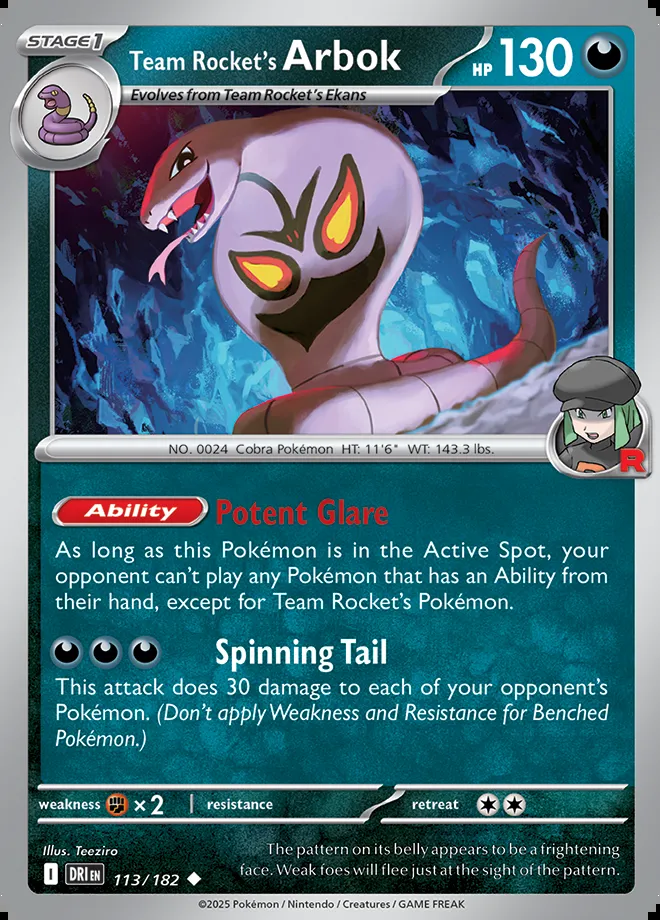 STAGE1
Team Rocket's Arbok
HP 130
Evolves from Team Rocket's Ekans
NO. 0024 Cobra Pokémon HT: 11'6" WT: 143.3 lbs.
R
Ability Potent Glare
As long as this Pokémon is in the Active Spot, your
opponent can't play any Pokémon that has an Ability from
their hand, except for Team Rocket's Pokémon.
Spinning Tail
This attack does 30 damage to each of your opponent's
Pokémon. (Don't apply Weakness and Resistance for Benched
Pokémon.)
weakness ×2 resistance retreat
Illus. Teeziro
The pattern on its belly appears to be a frightening
face. Weak foes will flee just at the sight of the pattern.
I DRI EN 113/182
©2025 Pokémon / Nintendo / Creatures / GAME FREAK